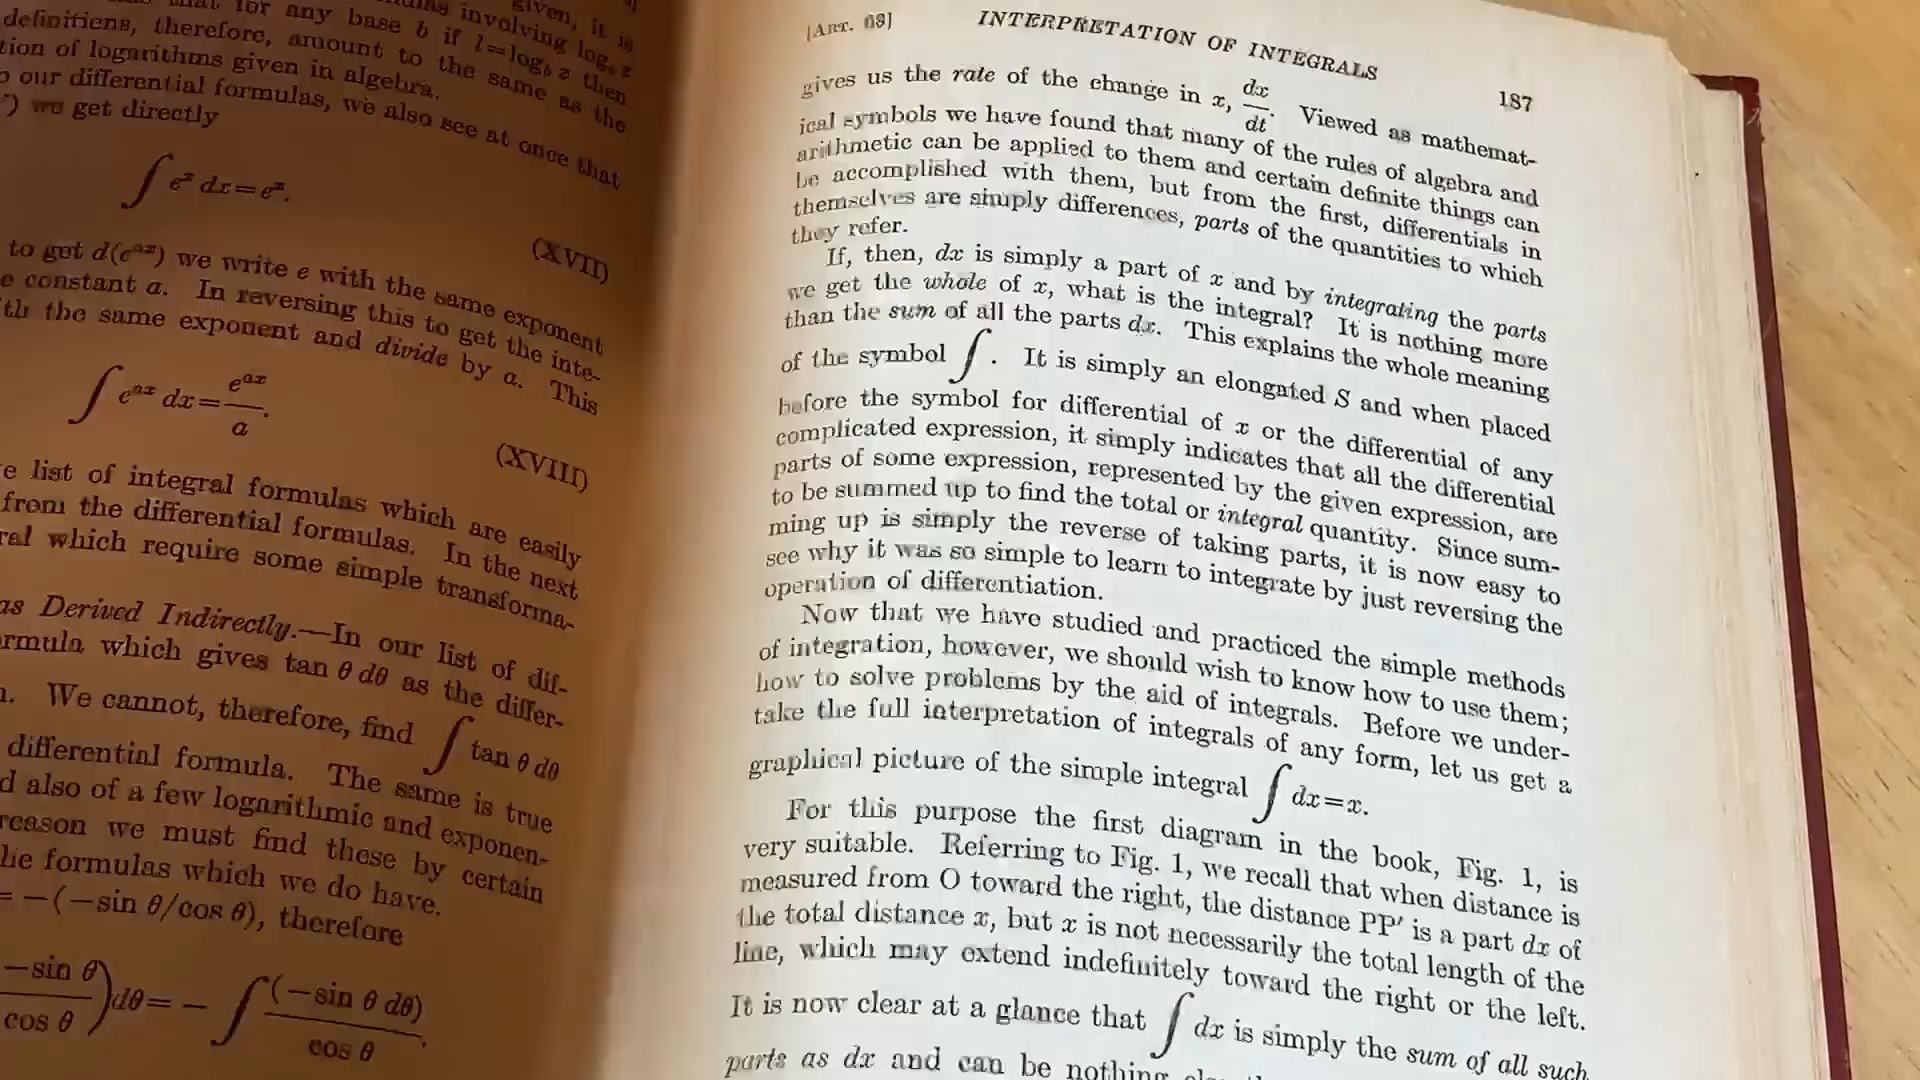 given, it is
involving logₑ z
for any base b if l=log_b z then
definitions, therefore, amount to the same as the
tion of logarithms given in algebra.
our differential formulas, we also see at once that
) we get directly
∫ eˣ dx=eˣ.
(XVII)
to get d(eᵃˣ) we write e with the same exponent
constant a. In reversing this to get the inte-
the same exponent and divide by a. This
∫ eᵃˣ dx= eᵃˣ/a.
(XVIII)
list of integral formulas which are easily
from the differential formulas. In the next
which require some simple transforma-
as Derived Indirectly.—In our list of dif-
rmula which gives tan θ dθ as the differ-
We cannot, therefore, find ∫ tan θ dθ
differential formula. The same is true
also of a few logarithmic and exponen-
reason we must find these by certain
formulas which we do have.
= −(−sin θ/cos θ), therefore
−sin θ/cos θ)dθ=− ∫ (−sin θ dθ)/cos θ.
[ART. 68] INTERPRETATION OF INTEGRALS 187
gives us the rate of the change in x, dx/dt. Viewed as mathemat-
ical symbols we have found that many of the rules of algebra and
arithmetic can be applied to them and certain definite things can
be accomplished with them, but from the first, differentials in
themselves are simply differences, parts of the quantities to which
they refer.
If, then, dx is simply a part of x and by integrating the parts
we get the whole of x, what is the integral? It is nothing more
than the sum of all the parts dx. This explains the whole meaning
of the symbol ∫. It is simply an elongated S and when placed
before the symbol for differential of x or the differential of any
complicated expression, it simply indicates that all the differential
parts of some expression, represented by the given expression, are
to be summed up to find the total or integral quantity. Since sum-
ming up is simply the reverse of taking parts, it is now easy to
see why it was so simple to learn to integrate by just reversing the
operation of differentiation.
Now that we have studied and practiced the simple methods
of integration, however, we should wish to know how to use them;
how to solve problems by the aid of integrals. Before we under-
take the full interpretation of integrals of any form, let us get a
graphical picture of the simple integral ∫ dx=x.
For this purpose the first diagram in the book, Fig. 1, is
very suitable. Referring to Fig. 1, we recall that when distance is
measured from O toward the right, the distance PP′ is a part dx of
the total distance x, but x is not necessarily the total length of the
line, which may extend indefinitely toward the right or the left.
It is now clear at a glance that ∫ dx is simply the sum of all such
parts as dx and can be nothing